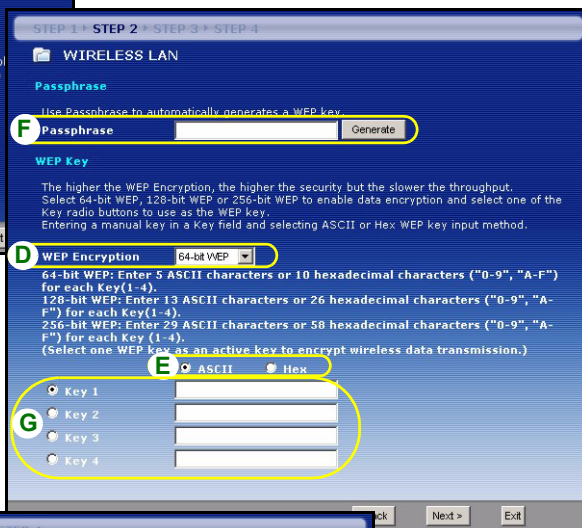 STEP 1 › STEP 2 › STEP 3 › STEP 4
WIRELESS LAN
Passphrase
Use Passphrase to automatically generates a WEP key.
F Passphrase Generate
WEP Key
The higher the WEP Encryption, the higher the security but the slower the throughput.
Select 64-bit WEP, 128-bit WEP or 256-bit WEP to enable data encryption and select one of the
Key radio buttons to use as the WEP key.
Entering a manual key in a Key field and selecting ASCII or Hex WEP key input method.
D WEP Encryption 64-bit WEP
64-bit WEP: Enter 5 ASCII characters or 10 hexadecimal characters ("0-9", "A-F")
for each Key(1-4).
128-bit WEP: Enter 13 ASCII characters or 26 hexadecimal characters ("0-9", "A-
F") for each Key(1-4).
256-bit WEP: Enter 29 ASCII characters or 58 hexadecimal characters ("0-9", "A-
F") for each Key (1-4).
(Select one WEP key as an active key to encrypt wireless data transmission.)
E ASCII Hex
Key 1
G Key 2
Key 3
Key 4
Next > Exit